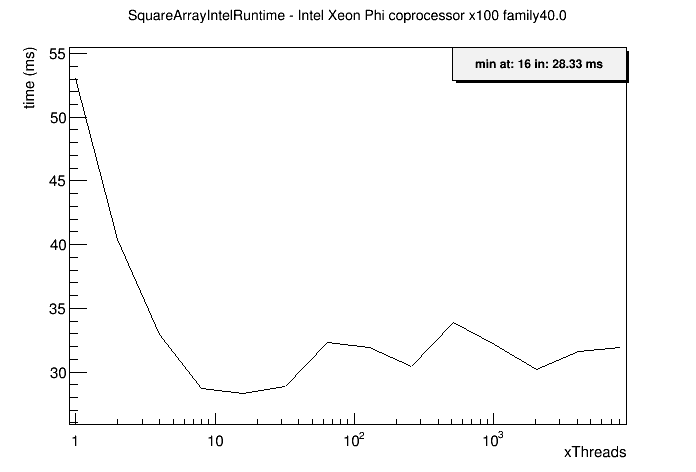 SquareArrayIntelRuntime - Intel Xeon Phi coprocessor x100 family40.0
min at: 16 in: 28.33 ms
time (ms)
55
50
45
40
35
30
1
10
10²
10³
xThreads